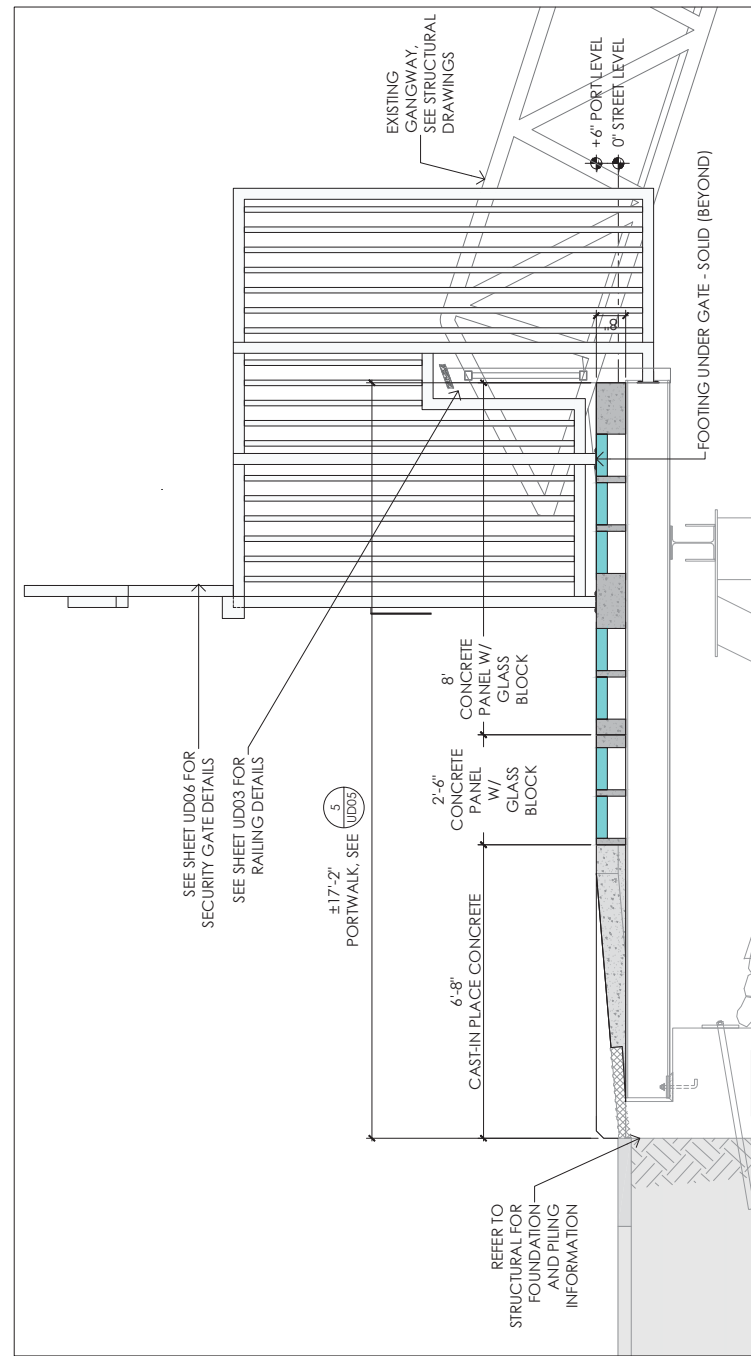 EXISTING
GANGWAY,
SEE STRUCTURAL
DRAWINGS
+6" PORT LEVEL
0" STREET LEVEL
SEE SHEET UD06 FOR
SECURITY GATE DETAILS
SEE SHEET UD03 FOR
RAILING DETAILS
5
UD05
±17'-2"
PORTWALK, SEE
6'-8"
CAST-IN PLACE CONCRETE
2'-6"
CONCRETE
PANEL
W/
GLASS
BLOCK
8'
CONCRETE
PANEL W/
GLASS
BLOCK
8"
FOOTING UNDER GATE - SOLID (BEYOND)
REFER TO
STRUCTURAL FOR
FOUNDATION
AND PILING
INFORMATION